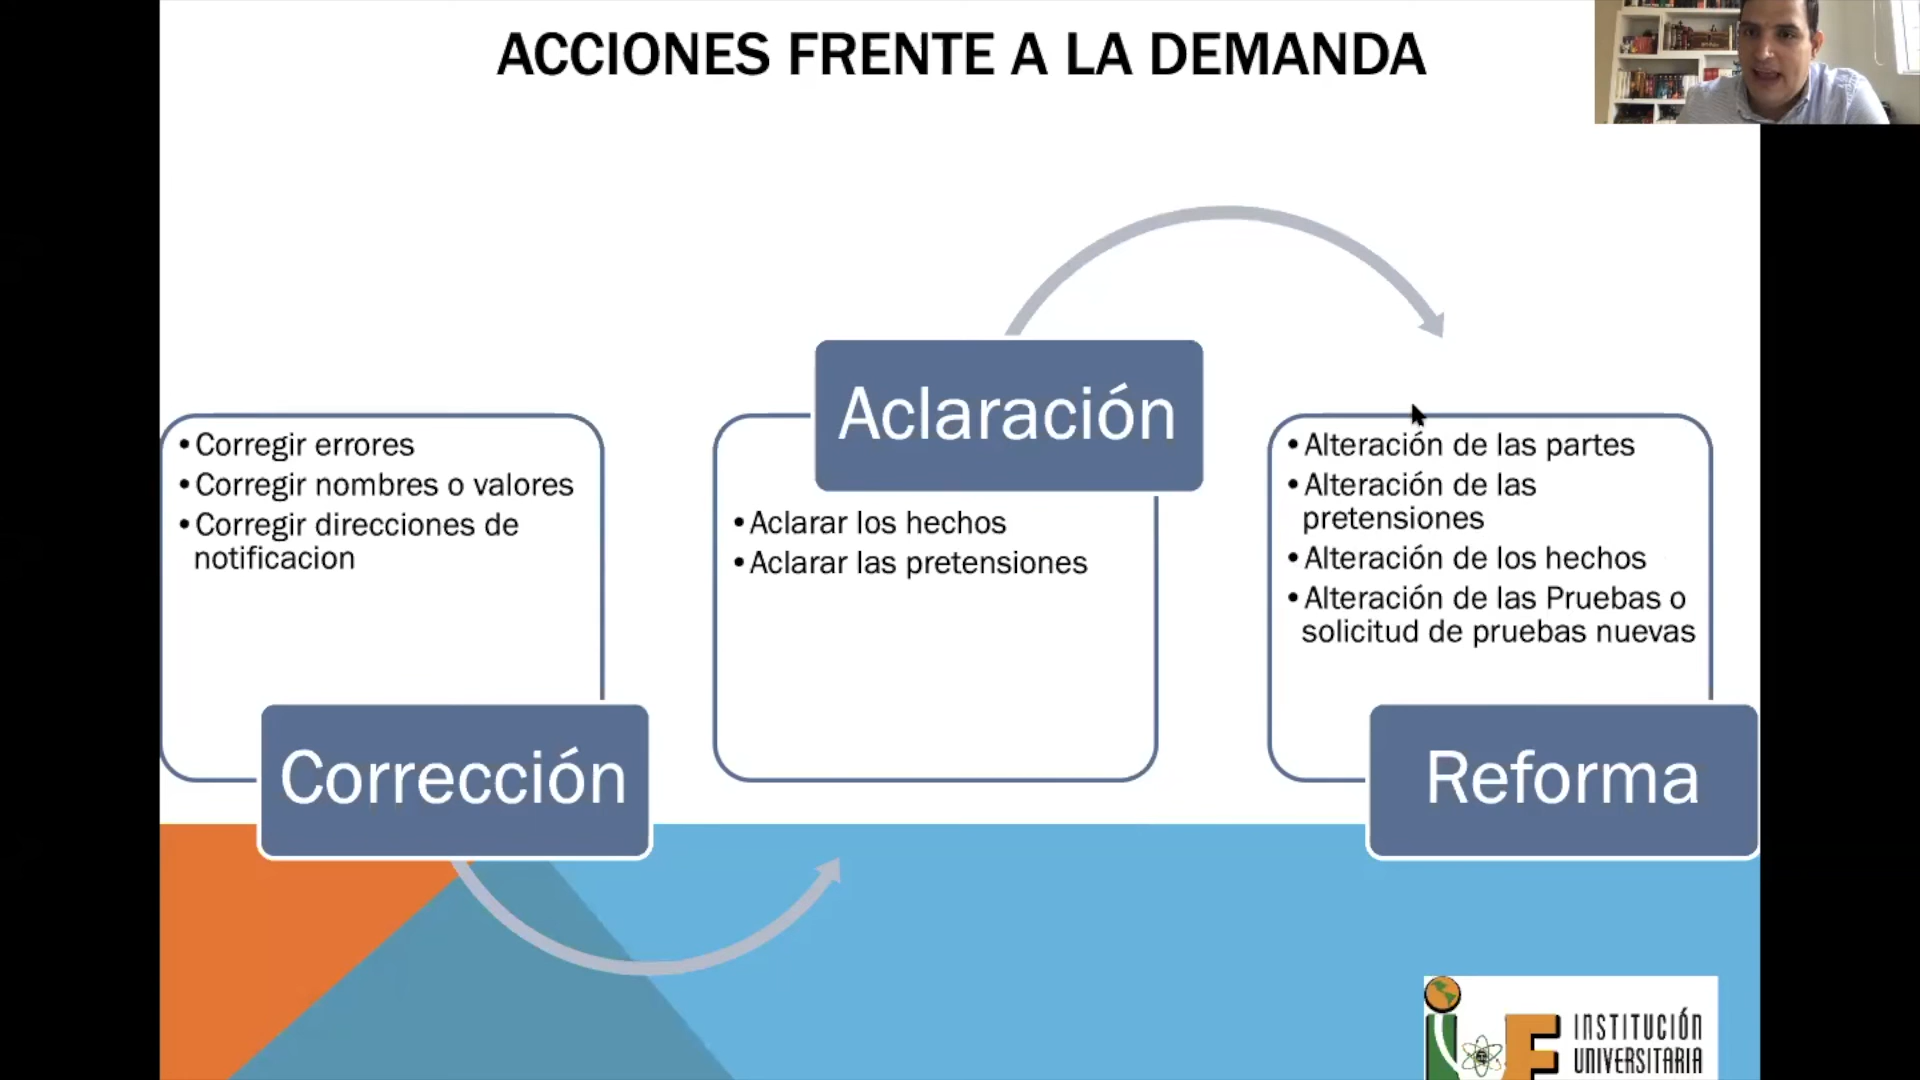 ACCIONES FRENTE A LA DEMANDA
•Corregir errores
•Corregir nombres o valores
•Corregir direcciones de
notificacion
Corrección
Aclaración
•Aclarar los hechos
•Aclarar las pretensiones
•Alteración de las partes
•Alteración de las
pretensiones
•Alteración de los hechos
•Alteración de las Pruebas o
solicitud de pruebas nuevas
Reforma
INSTITUCIÓN
UNIVERSITARIA